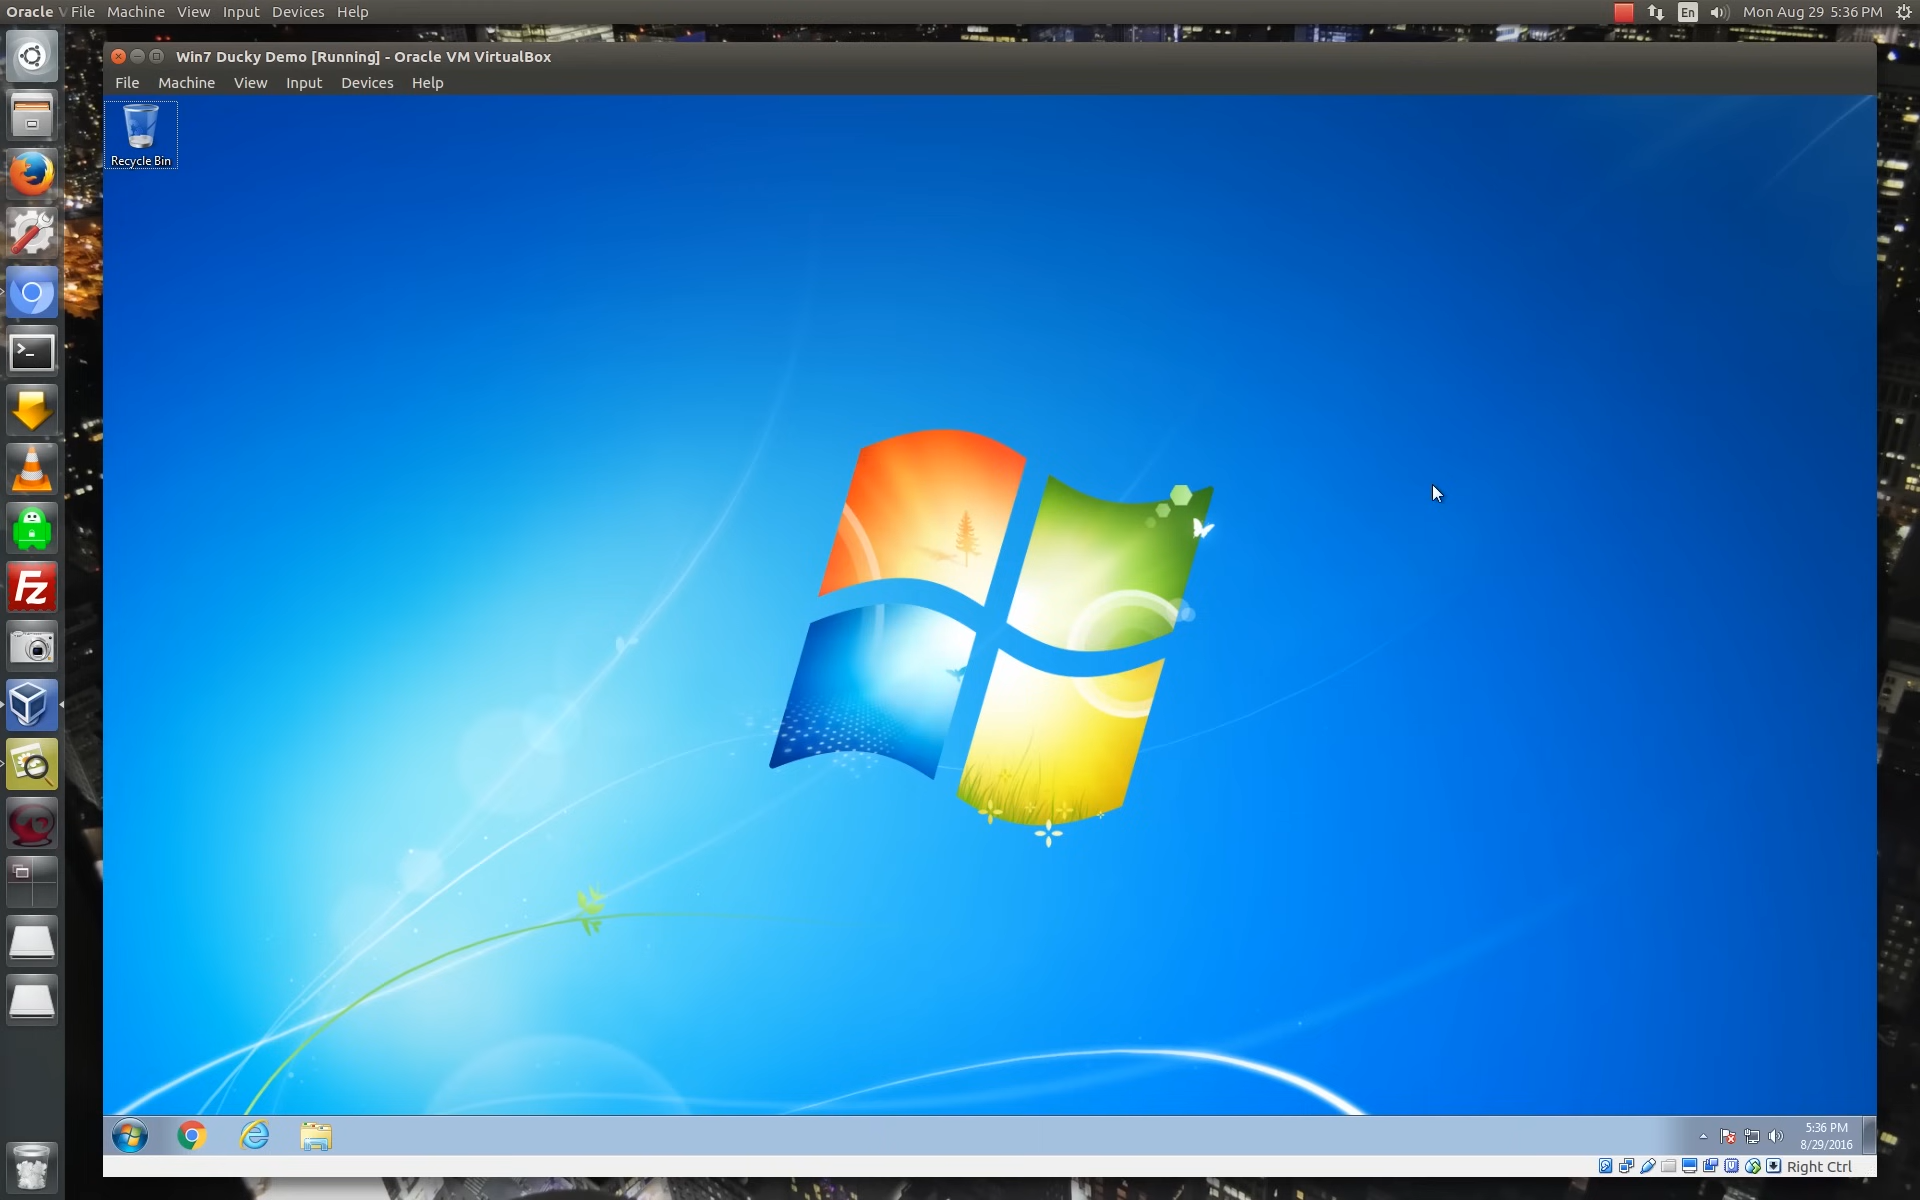 Oracle V File Machine View Input Devices Help En Mon Aug 29 5:36 PM
Win7 Ducky Demo [Running] - Oracle VM VirtualBox
File Machine View Input Devices Help
Recycle Bin
>_
Fz
5:36 PM
8/29/2016
Right Ctrl